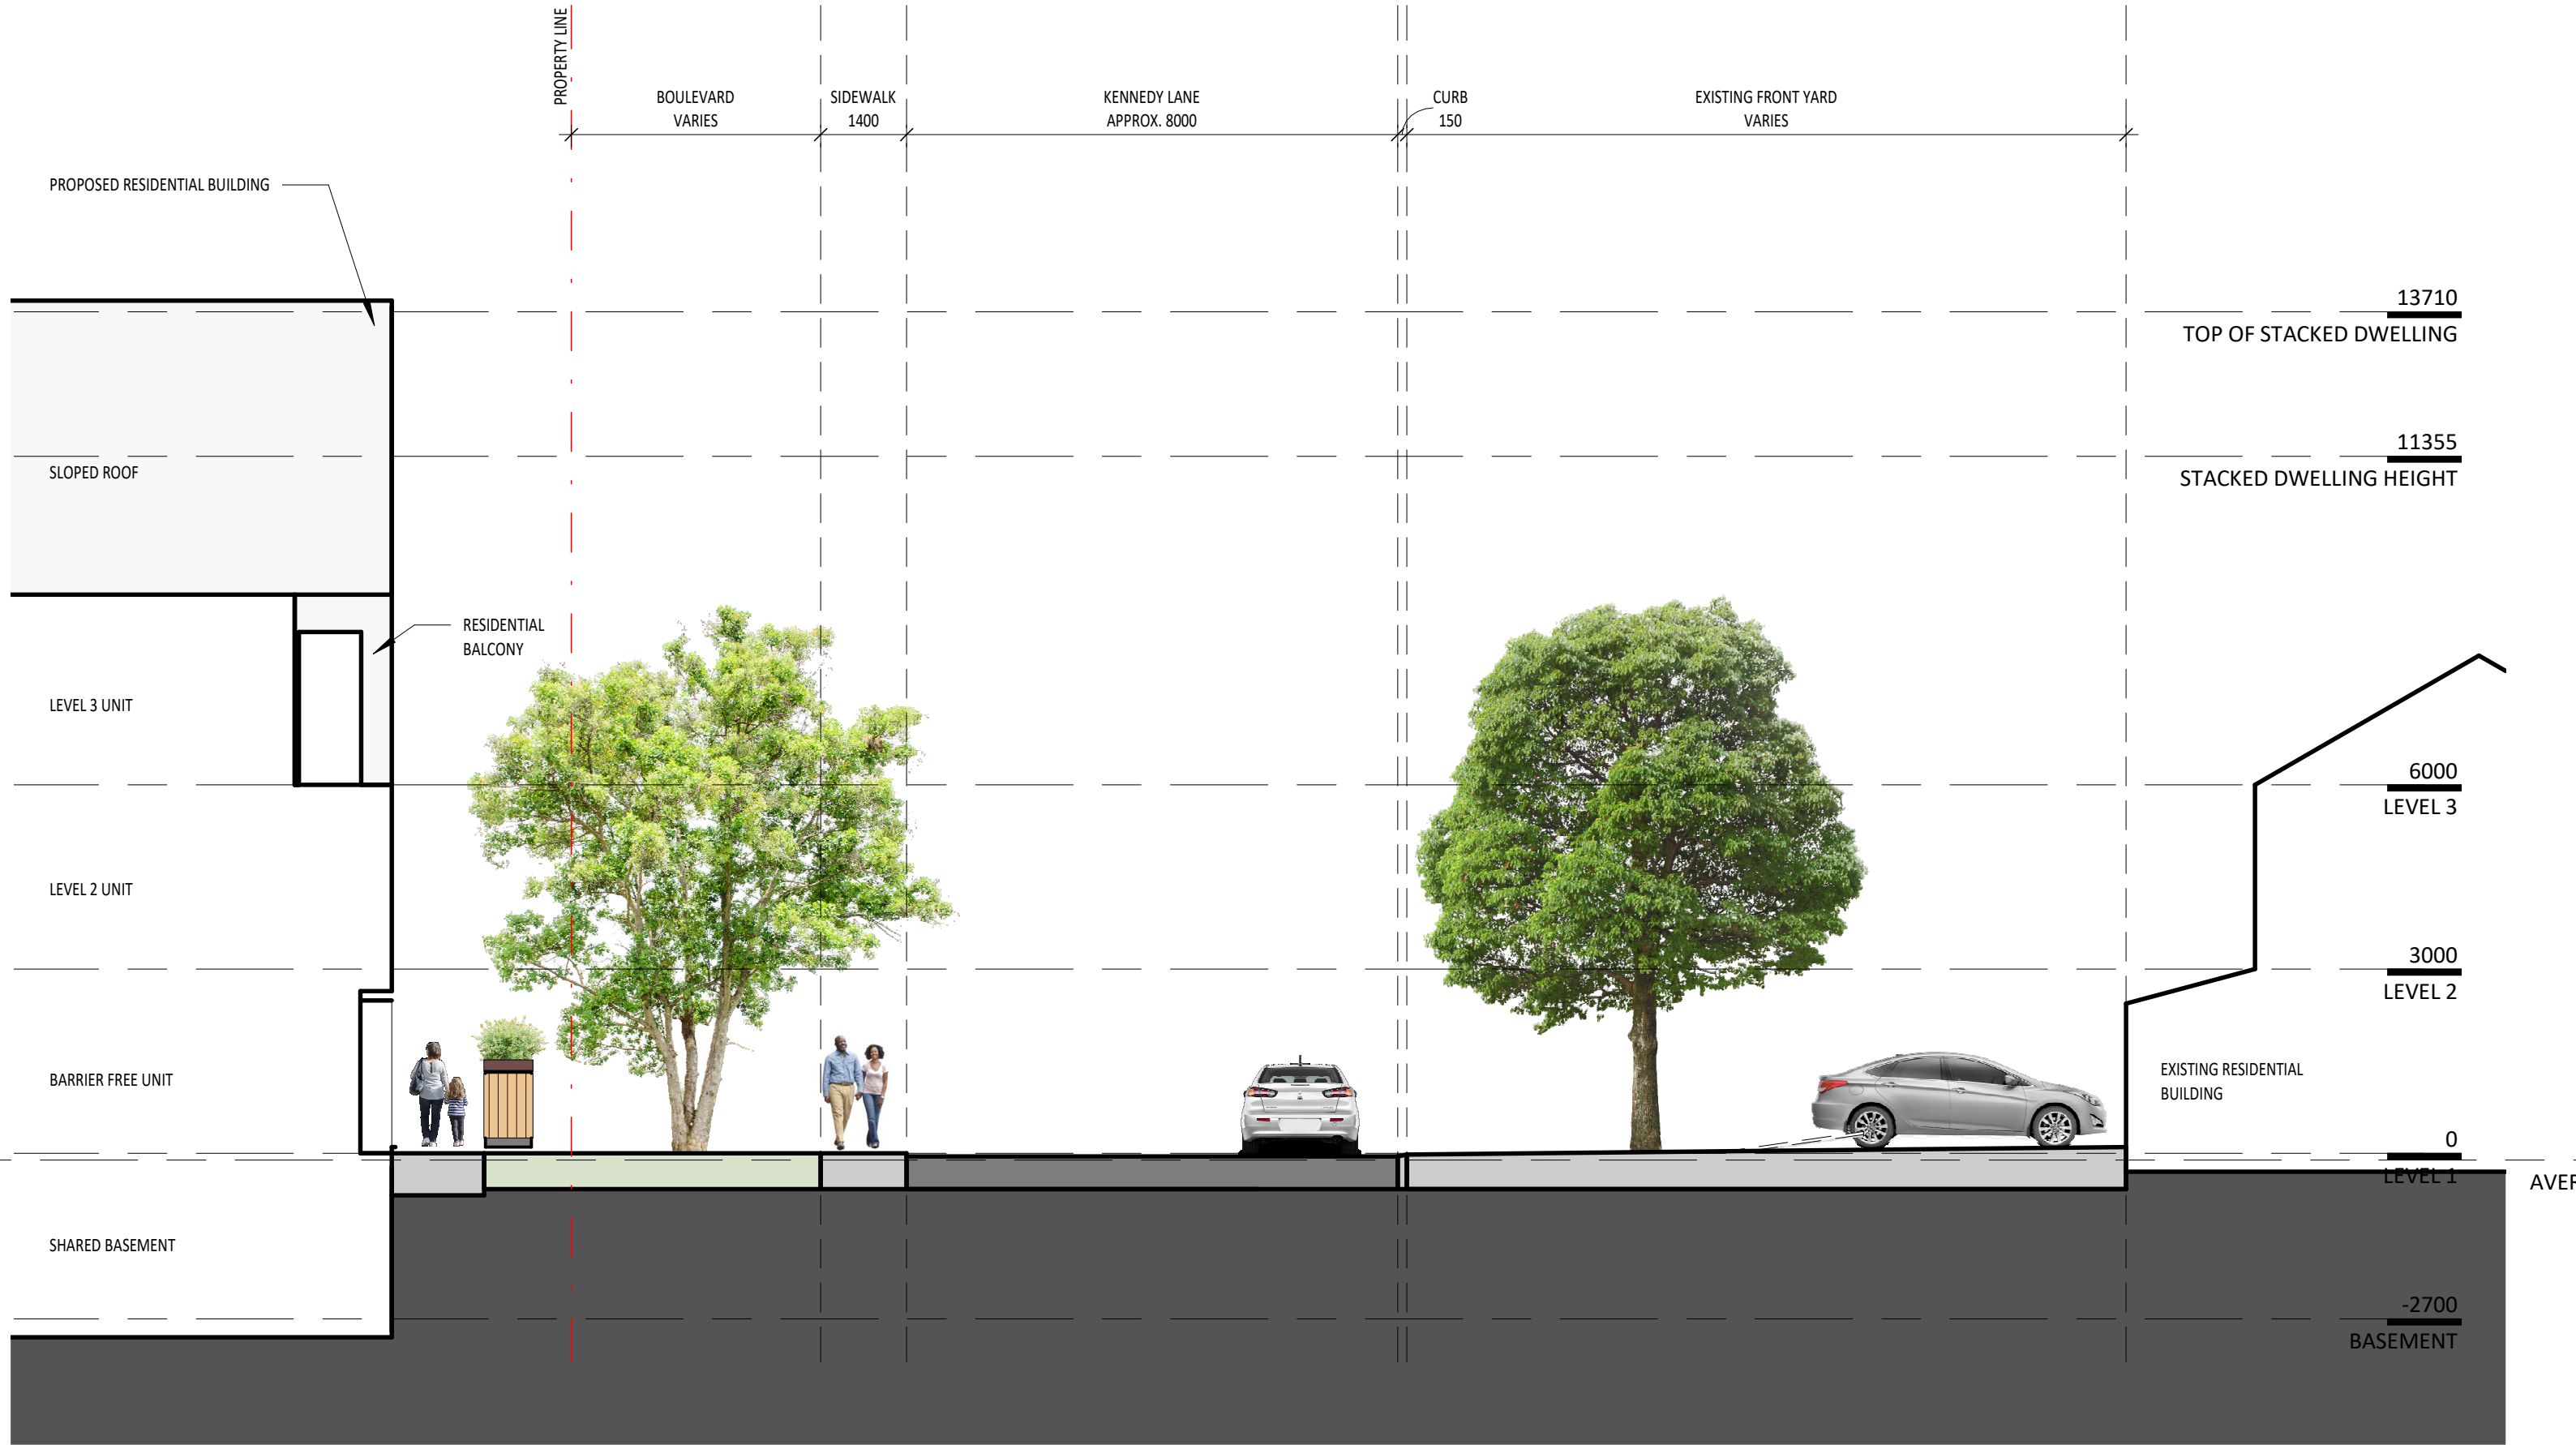 PROPERTY LINE
BOULEVARD
VARIES
SIDEWALK
1400
KENNEDY LANE
APPROX. 8000
CURB
150
EXISTING FRONT YARD
VARIES
PROPOSED RESIDENTIAL BUILDING
13710
TOP OF STACKED DWELLING
11355
STACKED DWELLING HEIGHT
SLOPED ROOF
RESIDENTIAL
BALCONY
LEVEL 3 UNIT
6000
LEVEL 3
LEVEL 2 UNIT
3000
LEVEL 2
BARRIER FREE UNIT
EXISTING RESIDENTIAL
BUILDING
0
LEVEL 1
AVER
SHARED BASEMENT
-2700
BASEMENT